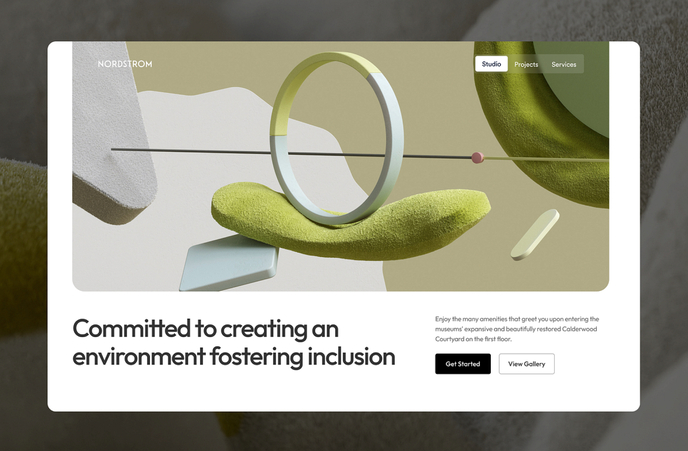 NORDSTROM
Studio
Projects
Services
Committed to creating an
environment fostering inclusion
Enjoy the many amenities that greet you upon entering the
museums' expansive and beautifully restored Calderwood
Courtyard on the first floor.
Get Started
View Gallery